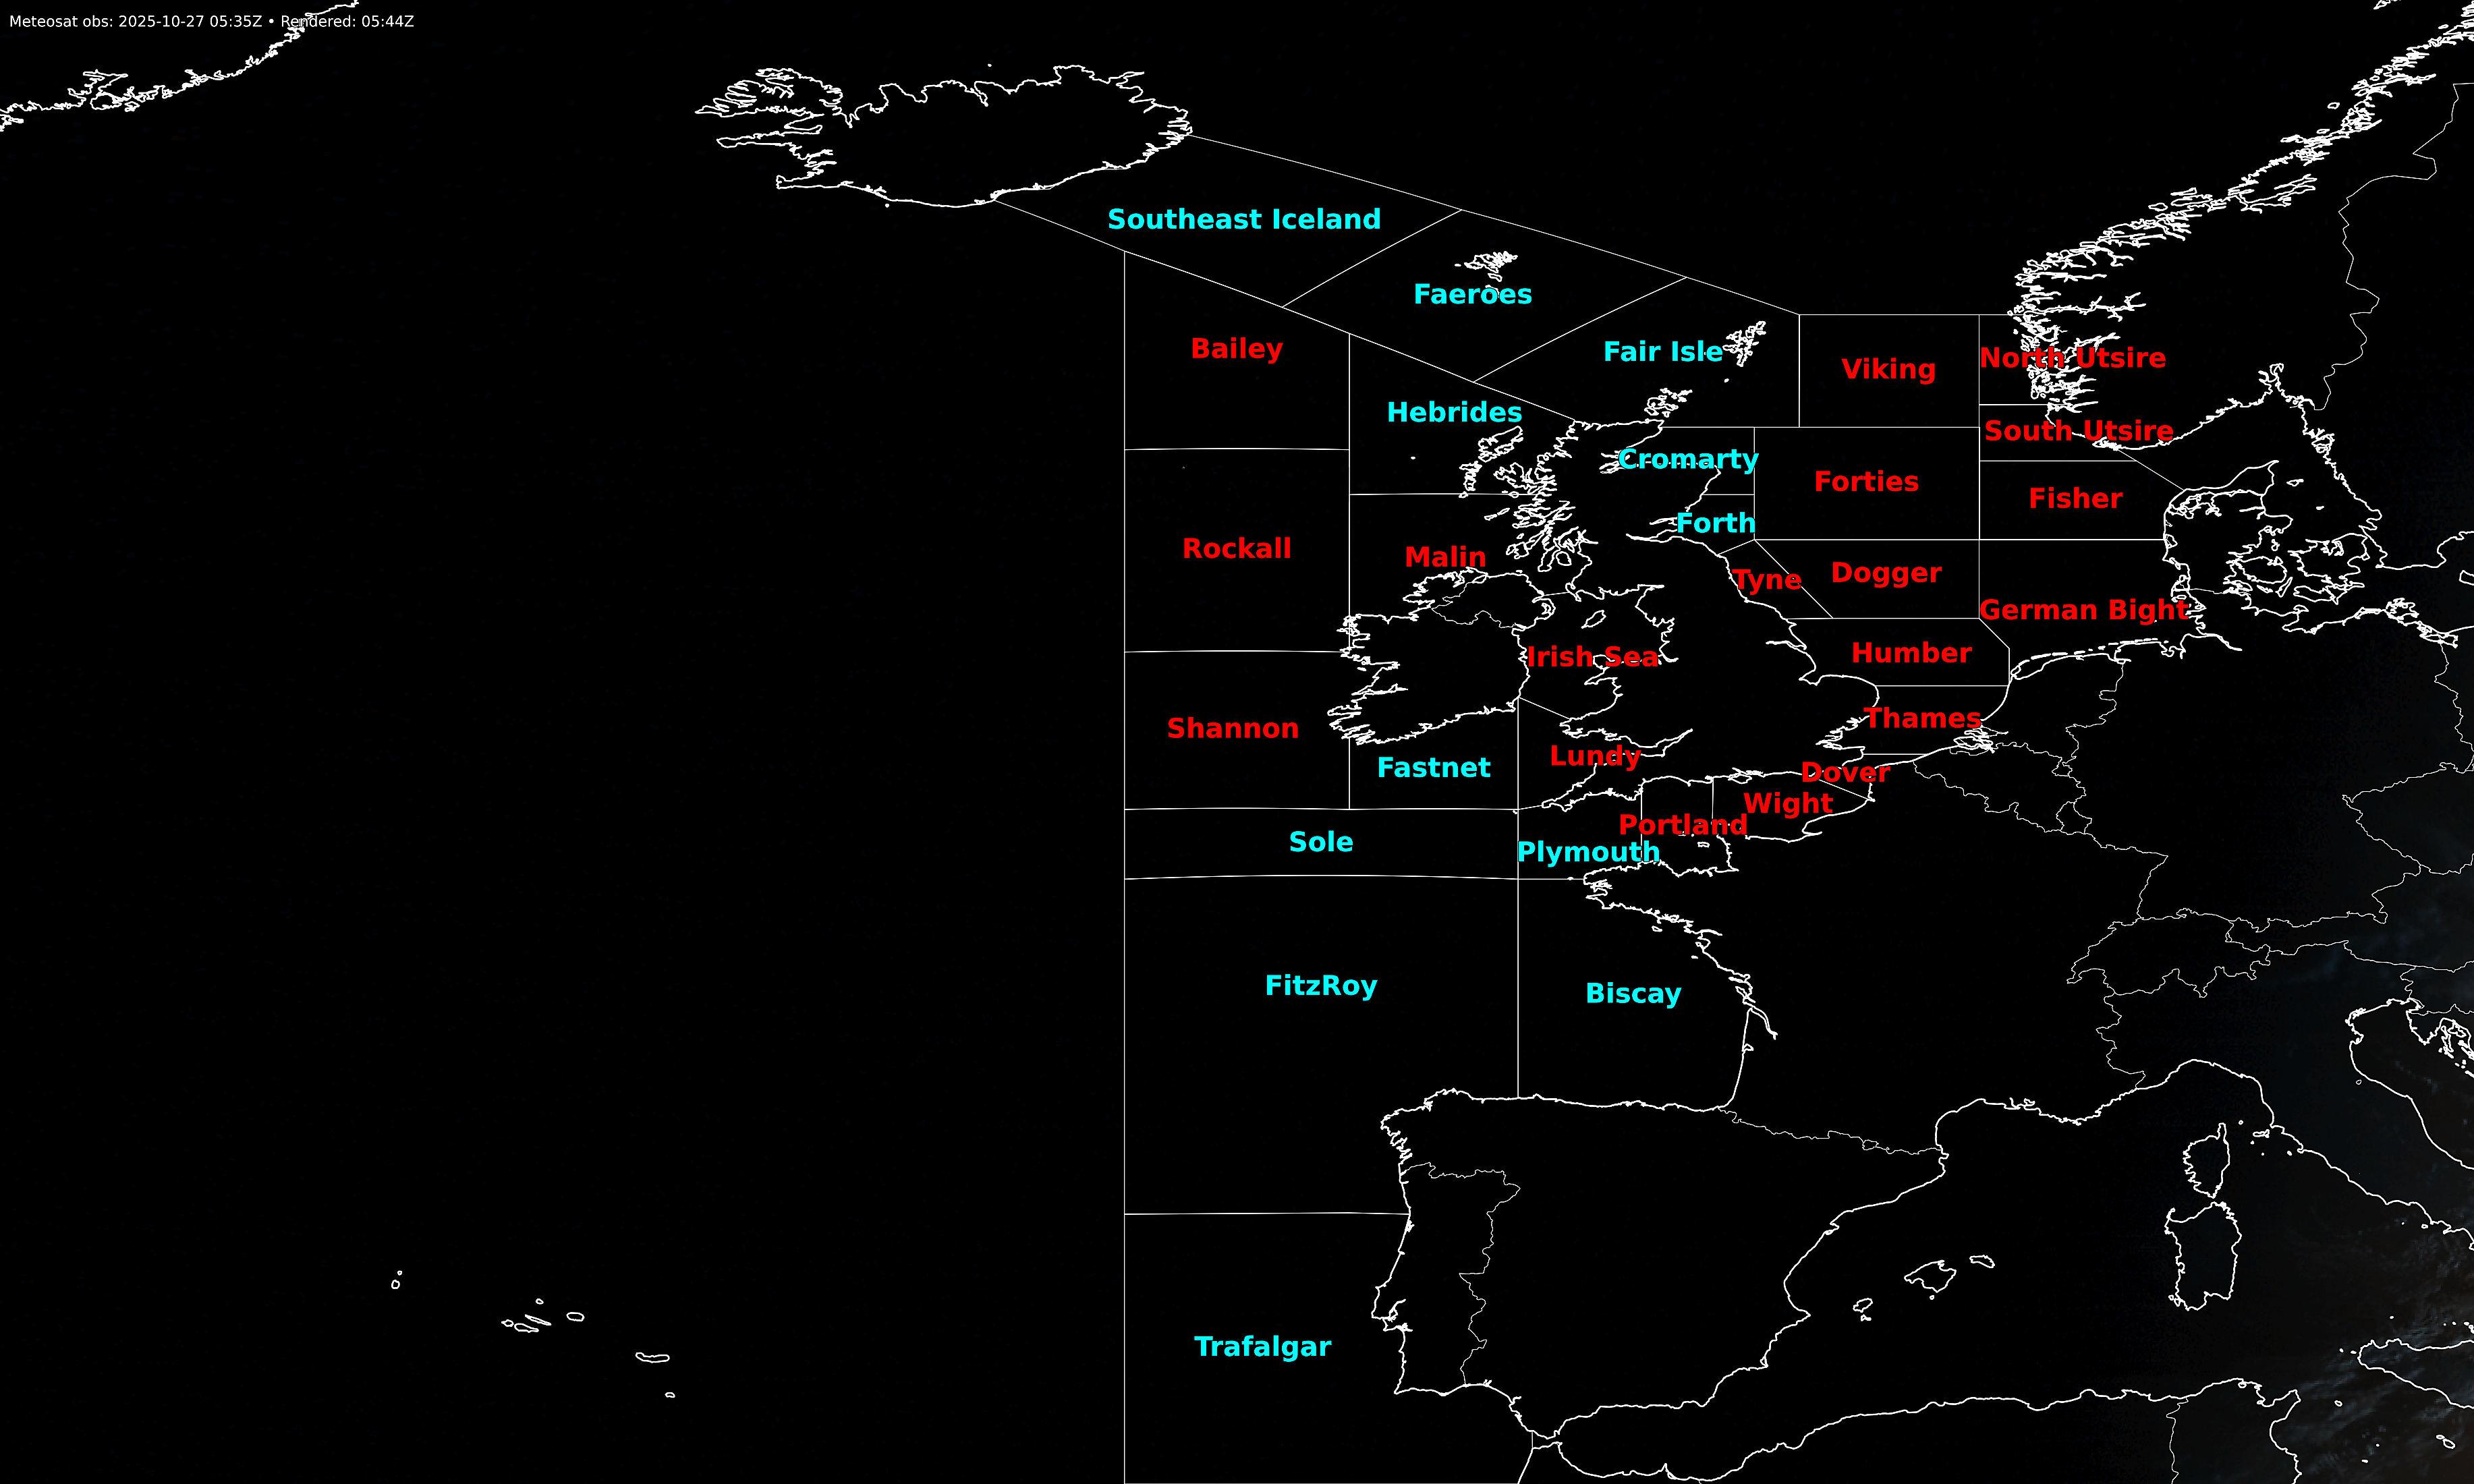 Meteosat obs: 2025-10-27 05:35Z • Rendered: 05:44Z
Southeast Iceland
Faeroes
Bailey
Fair Isle
Viking
North Utsire
Hebrides
South Utsire
Cromarty
Forties
Fisher
Forth
Rockall
Malin
Tyne
Dogger
German Bight
Irish Sea
Humber
Shannon
Thames
Fastnet
Lundy
Dover
Wight
Portland
Sole
Plymouth
FitzRoy
Biscay
Trafalgar